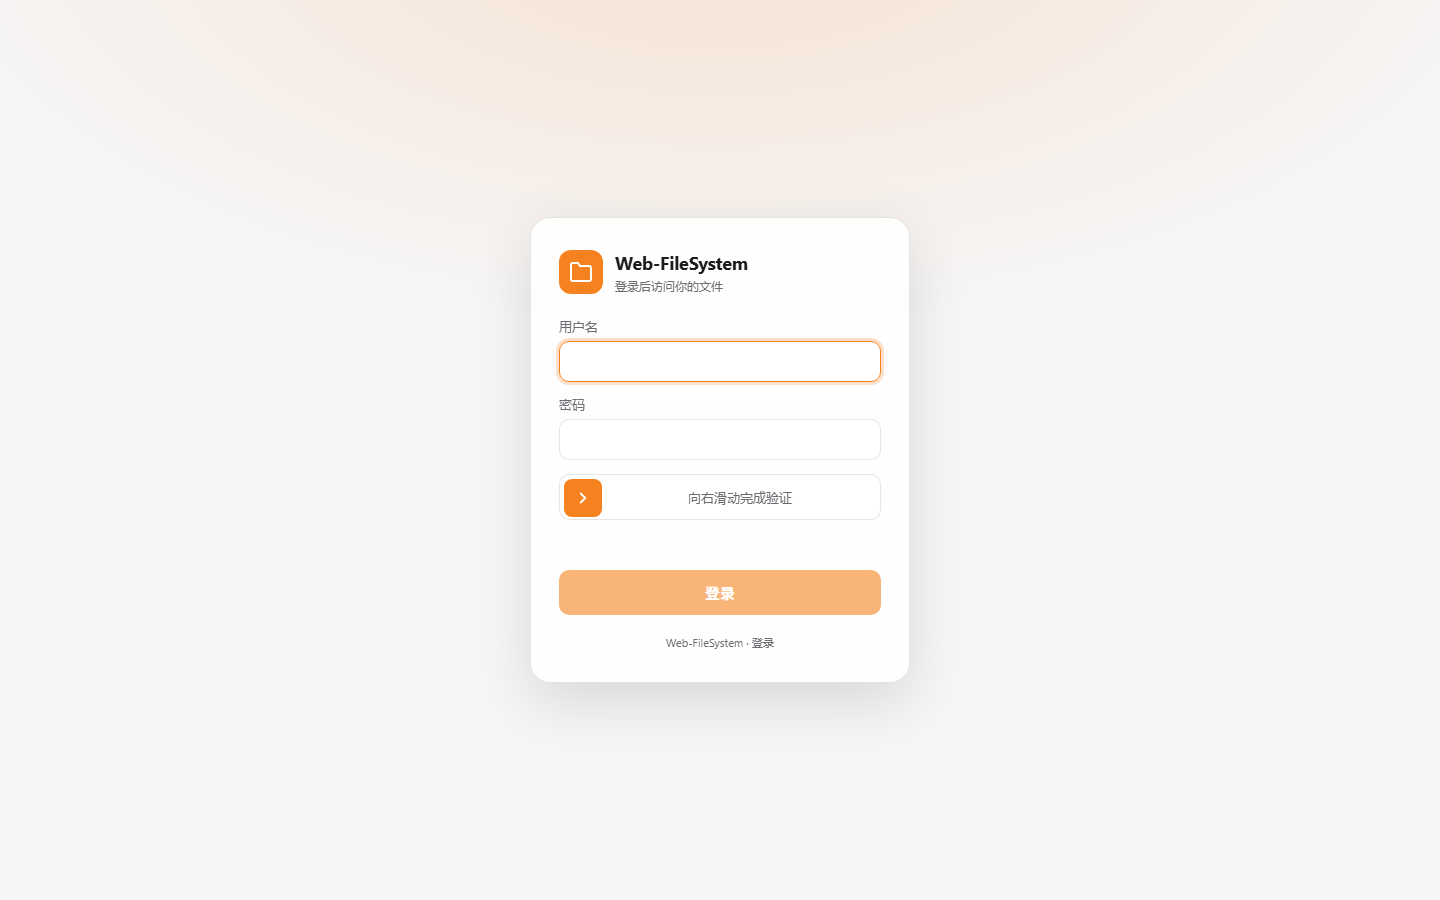 Web-FileSystem
登录后访问你的文件
用户名
密码
向右滑动完成验证
登录
Web-FileSystem · 登录